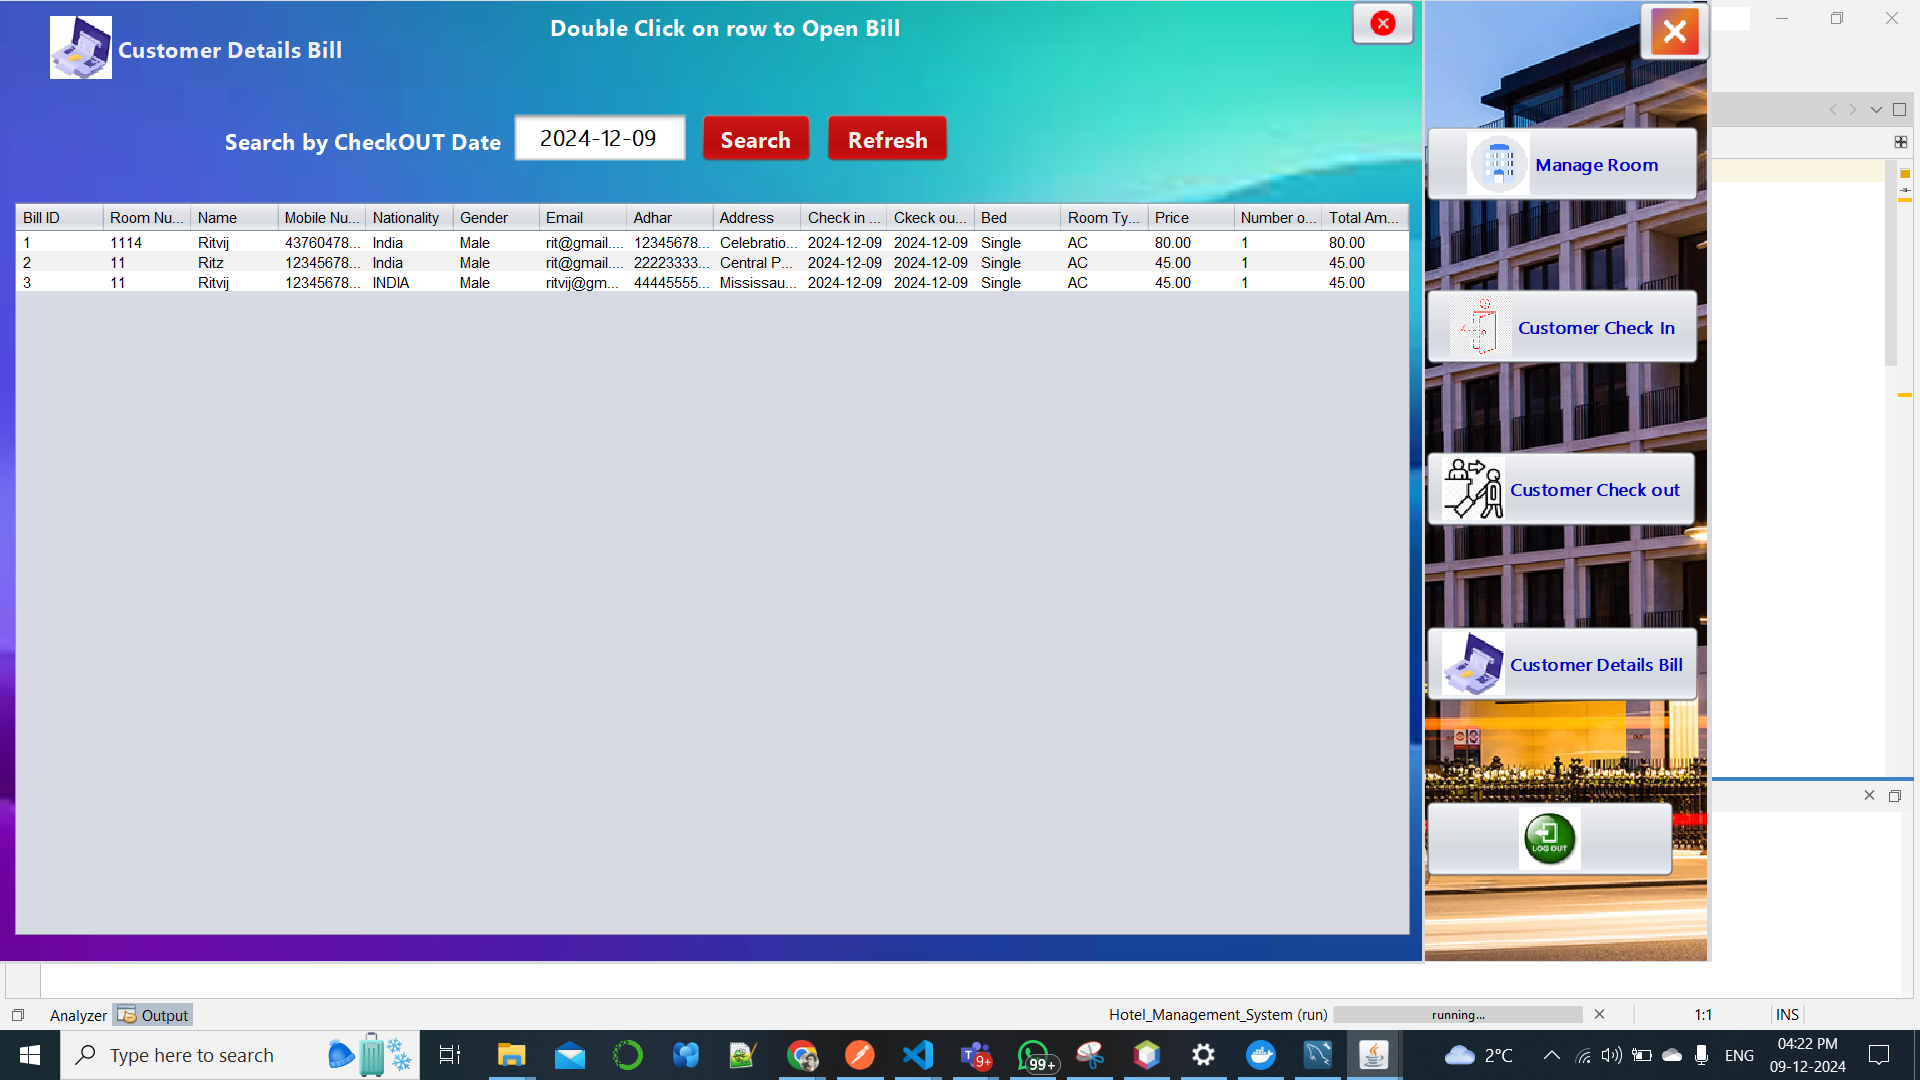 Double Click on row to Open Bill
Customer Details Bill
Search by CheckOUT Date 2024-12-09 Search Refresh
Bill ID Room Nu... Name Mobile Nu... Nationality Gender Email Adhar Address Check in ... Ckeck ou... Bed Room Ty... Price Number o... Total Am...
1 1114 Ritvij 43760478... India Male rit@gmail.... 12345678... Celebratio... 2024-12-09 2024-12-09 Single AC 80.00 1 80.00
2 11 Ritz 12345678... India Male rit@gmail.... 22223333... Central P... 2024-12-09 2024-12-09 Single AC 45.00 1 45.00
3 11 Ritvij 12345678... INDIA Male ritvij@gm... 44445555... Mississau... 2024-12-09 2024-12-09 Single AC 45.00 1 45.00
Manage Room
Customer Check In
Customer Check out
Customer Details Bill
LOG OUT
Analyzer Output Hotel_Management_System (run) running... 1:1 INS
Type here to search 9+ 99+ 2°C ENG 04:22 PM
09-12-2024